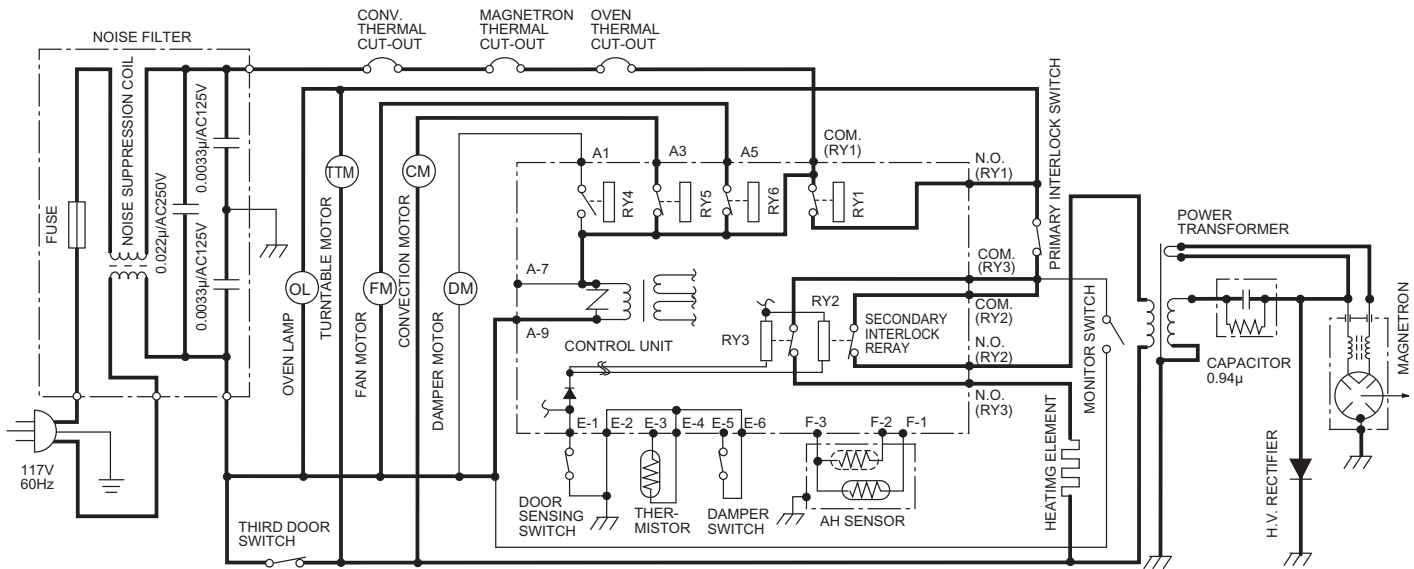 CONV.
THERMAL
CUT-OUT
MAGNETRON
THERMAL
CUT-OUT
OVEN
THERMAL
CUT-OUT
NOISE FILTER
FUSE
NOISE SUPPRESSION COIL
0.022μ/AC250V
0.0033μ/AC125V
0.0033μ/AC125V
117V
60Hz
OL
OVEN LAMP
TTM
TURNTABLE MOTOR
FM
FAN MOTOR
CM
CONVECTION MOTOR
DM
DAMPER MOTOR
A1
A3
A5
COM.
(RY1)
N.O.
(RY1)
RY4
RY5
RY6
RY1
PRIMARY INTERLOCK SWITCH
A-7
A-9
CONTROL UNIT
RY3
RY2
SECONDARY
INTERLOCK
RERAY
COM.
(RY3)
COM.
(RY2)
N.O.
(RY2)
N.O.
(RY3)
MONITOR SWITCH
POWER
TRANSFORMER
CAPACITOR
0.94μ
MAGNETRON
H.V. RECTIFIER
HEATIMG ELEMENT
E-1
E-2
E-3
E-4
E-5
E-6
F-3
F-2
F-1
DOOR
SENSING
SWITCH
THER-
MISTOR
DAMPER
SWITCH
AH SENSOR
THIRD DOOR
SWITCH